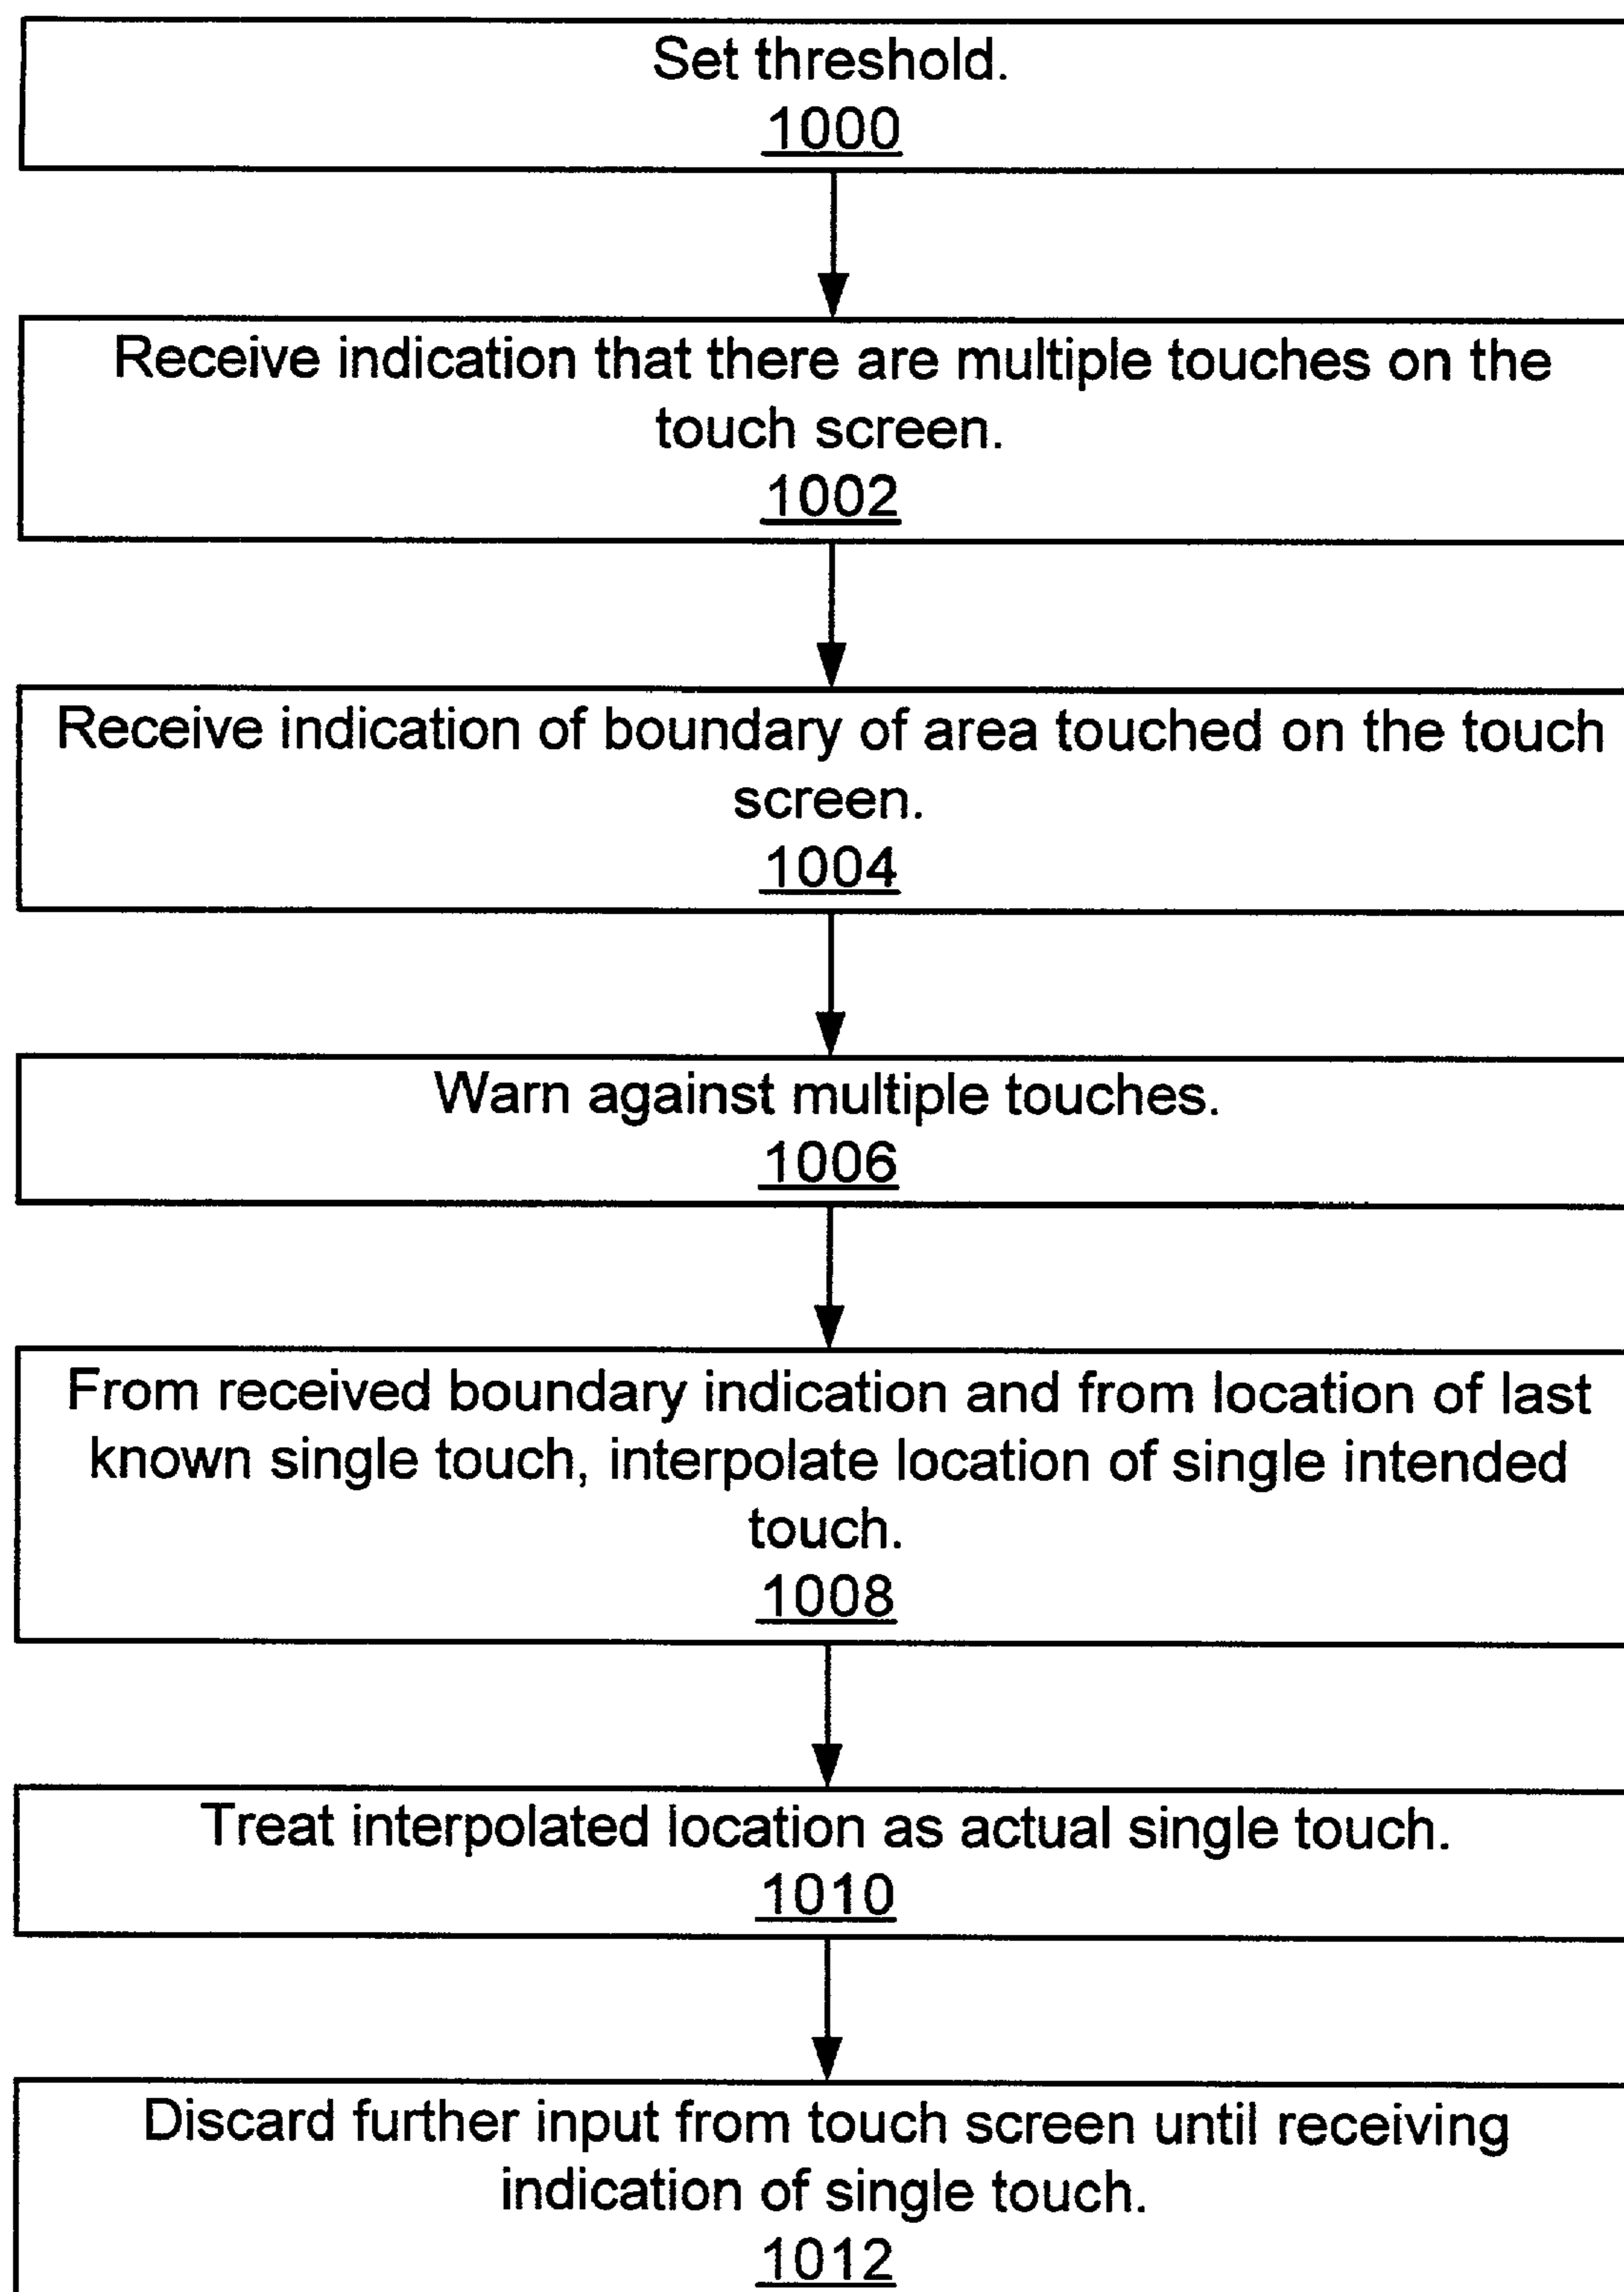 Set threshold.
1000
Receive indication that there are multiple touches on the
touch screen.
1002
Receive indication of boundary of area touched on the touch
screen.
1004
Warn against multiple touches.
1006
From received boundary indication and from location of last
known single touch, interpolate location of single intended
touch.
1008
Treat interpolated location as actual single touch.
1010
Discard further input from touch screen until receiving
indication of single touch.
1012